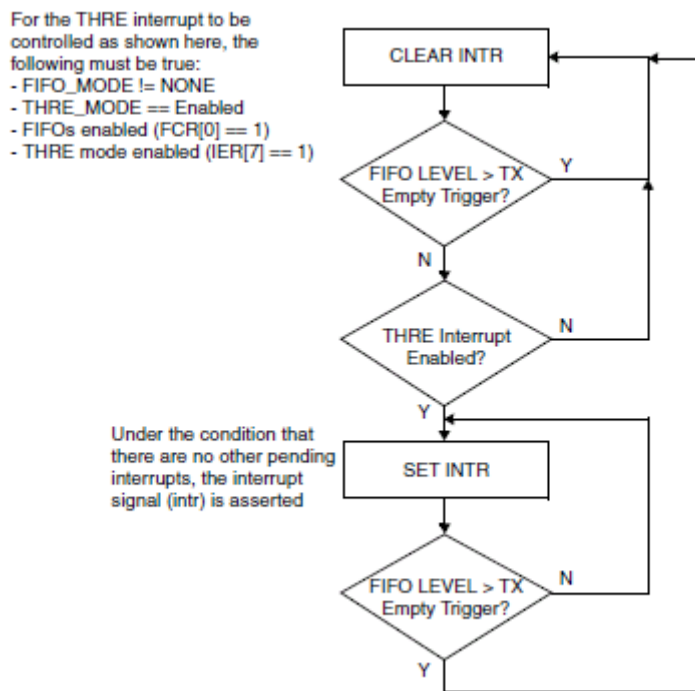 For the THRE interrupt to be
controlled as shown here, the
following must be true:
- FIFO_MODE != NONE
- THRE_MODE == Enabled
- FIFOs enabled (FCR[0] == 1)
- THRE mode enabled (IER[7] == 1)
CLEAR INTR
FIFO LEVEL > TX
Empty Trigger?
Y
N
THRE Interrupt
Enabled?
N
Y
Under the condition that
there are no other pending
interrupts, the interrupt
signal (intr) is asserted
SET INTR
FIFO LEVEL > TX
Empty Trigger?
N
Y